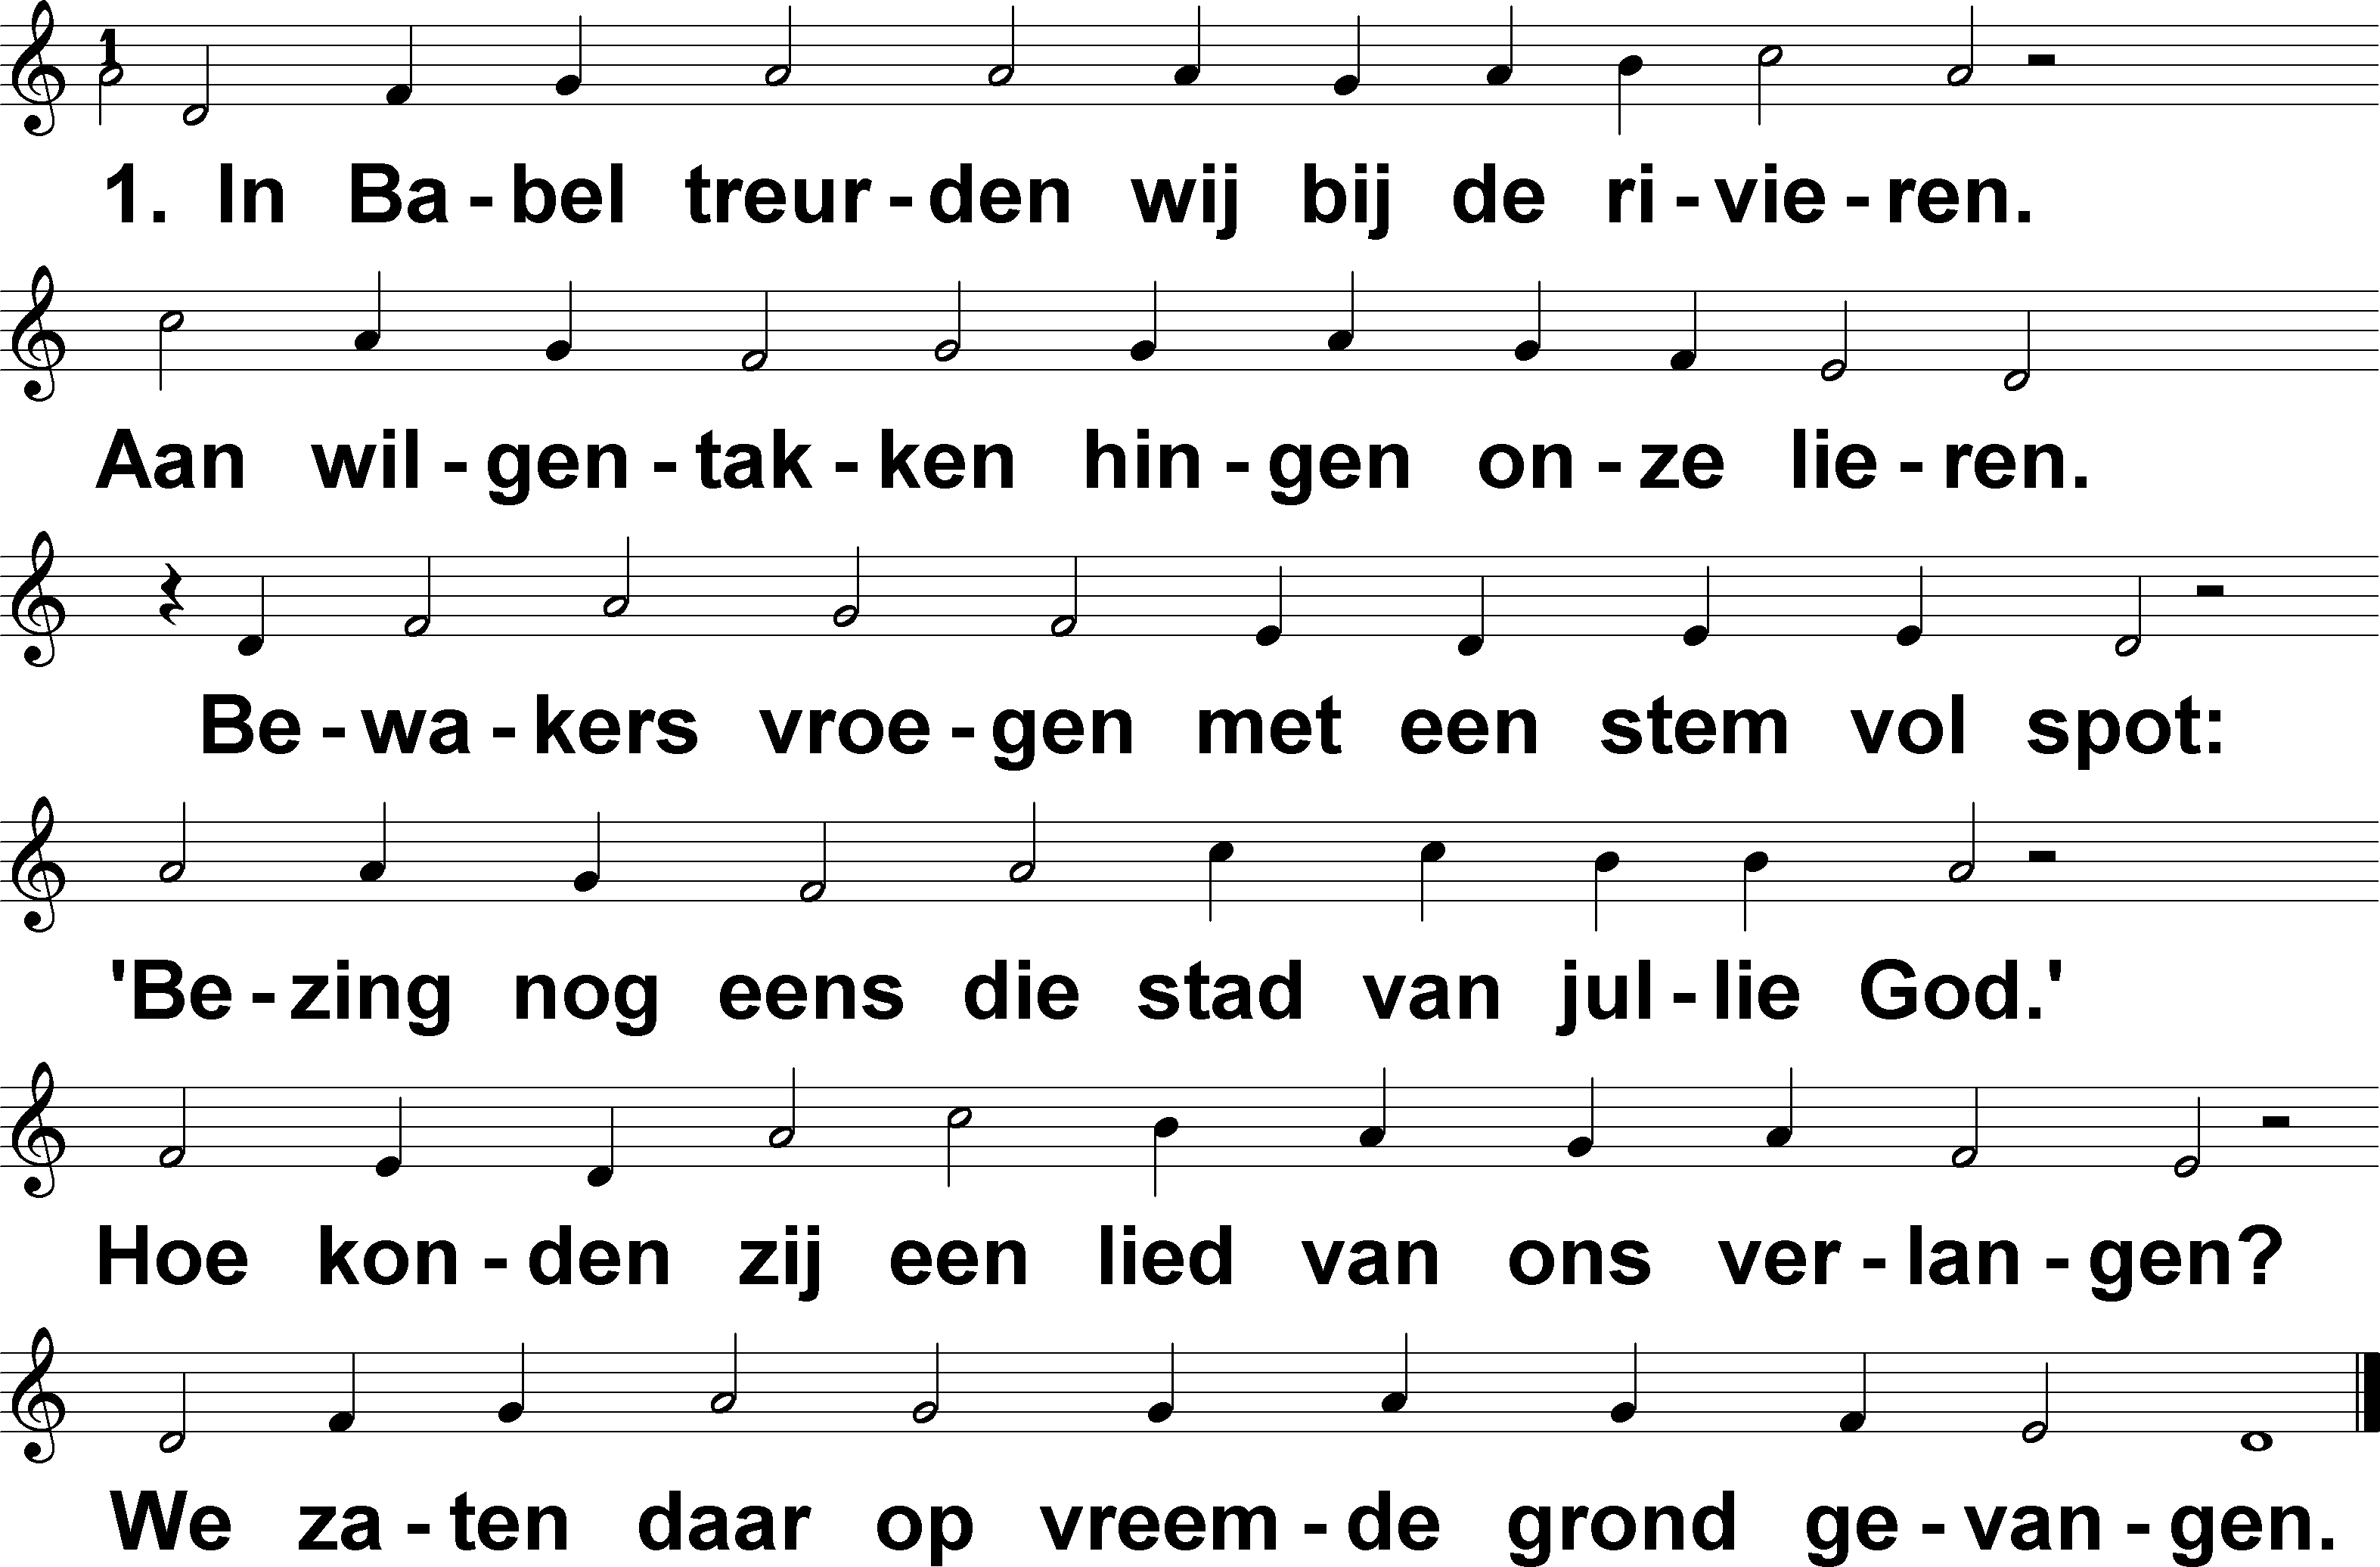 1
1. In Ba - bel treur - den wij bij de ri - vie - ren.
Aan wil - gen - tak - ken hin - gen on - ze lie - ren.
Be - wa - kers vroe - gen met een stem vol spot:
'Be - zing nog eens die stad van jul - lie God.'
Hoe kon - den zij een lied van ons ver - lan - gen?
We za - ten daar op vreem - de grond ge - van - gen.